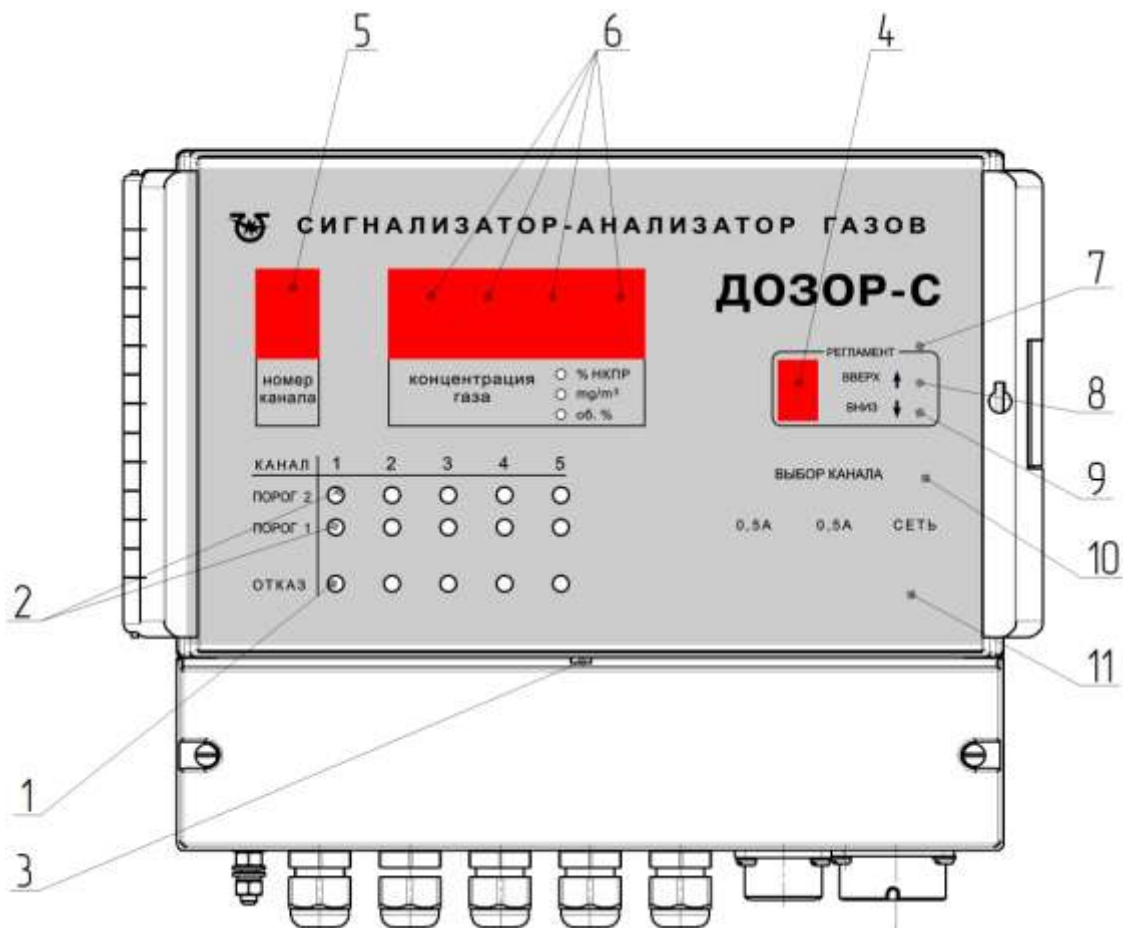 5 6 4
СИГНАЛИЗАТОР-АНАЛИЗАТОР ГАЗОВ
ДОЗОР-С
7
РЕГЛАМЕНТ
номер
канала
концентрация
газа
% НКПР
mg/m³
об. %
ВВЕРХ
8
ВНИЗ
9
КАНАЛ 1 2 3 4 5
ВЫБОР КАНАЛА
ПОРОГ 2
ПОРОГ 1
0,5А 0,5А СЕТЬ
10
ОТКАЗ
2
11
1
3